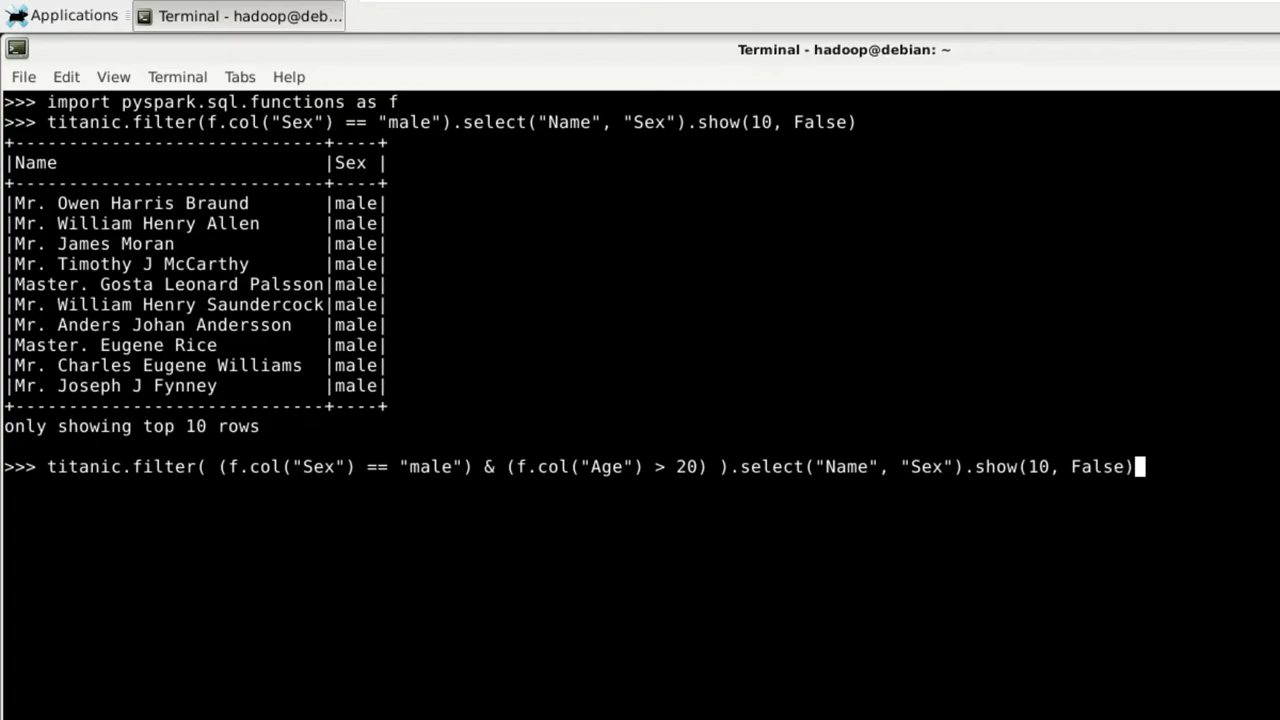 Applications
Terminal - hadoop@deb...
Terminal - hadoop@debian: ~
File Edit View Terminal Tabs Help
>>> import pyspark.sql.functions as f
>>> titanic.filter(f.col("Sex") == "male").select("Name", "Sex").show(10, False)
+-----------------------------+----+
|Name                         |Sex |
+-----------------------------+----+
|Mr. Owen Harris Braund       |male|
|Mr. William Henry Allen      |male|
|Mr. James Moran              |male|
|Mr. Timothy J McCarthy       |male|
|Master. Gosta Leonard Palsson|male|
|Mr. William Henry Saundercock|male|
|Mr. Anders Johan Andersson   |male|
|Master. Eugene Rice          |male|
|Mr. Charles Eugene Williams  |male|
|Mr. Joseph J Fynney          |male|
+-----------------------------+----+
only showing top 10 rows
>>> titanic.filter( (f.col("Sex") == "male") & (f.col("Age") > 20) ).select("Name", "Sex").show(10, False)